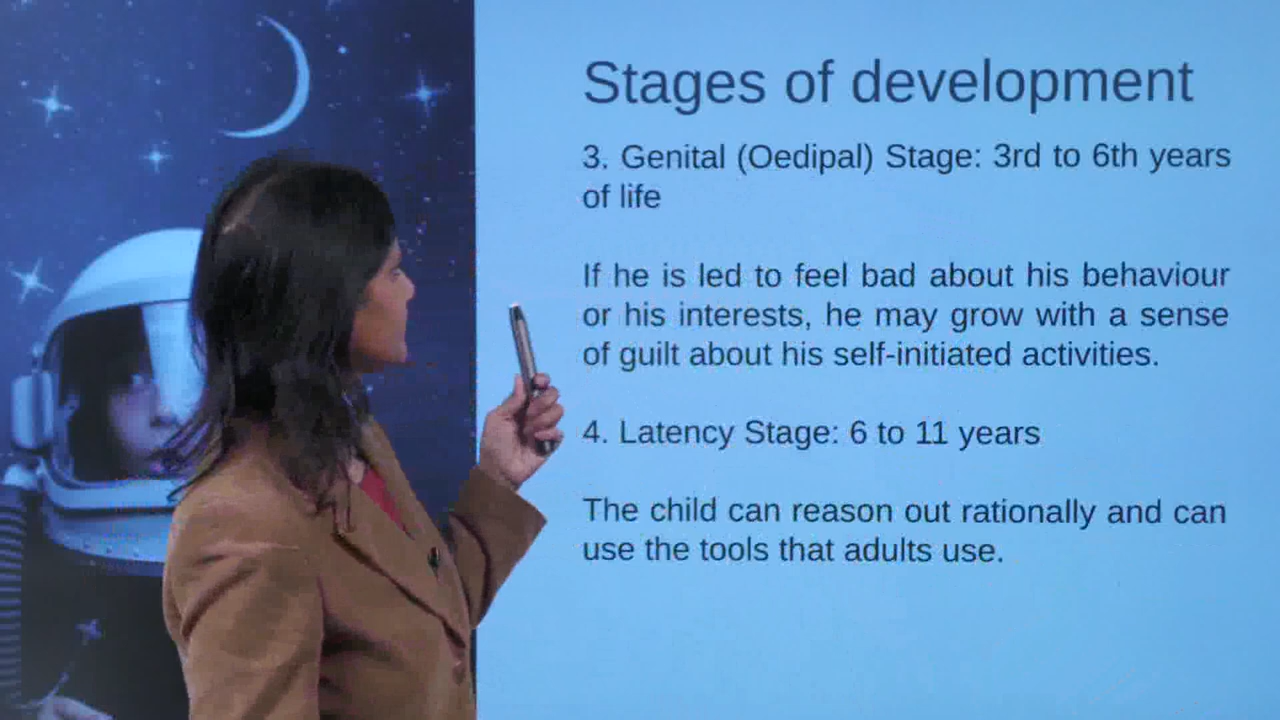 Stages of development
3. Genital (Oedipal) Stage: 3rd to 6th years
of life
If he is led to feel bad about his behaviour
or his interests, he may grow with a sense
of guilt about his self-initiated activities.
4. Latency Stage: 6 to 11 years
The child can reason out rationally and can
use the tools that adults use.